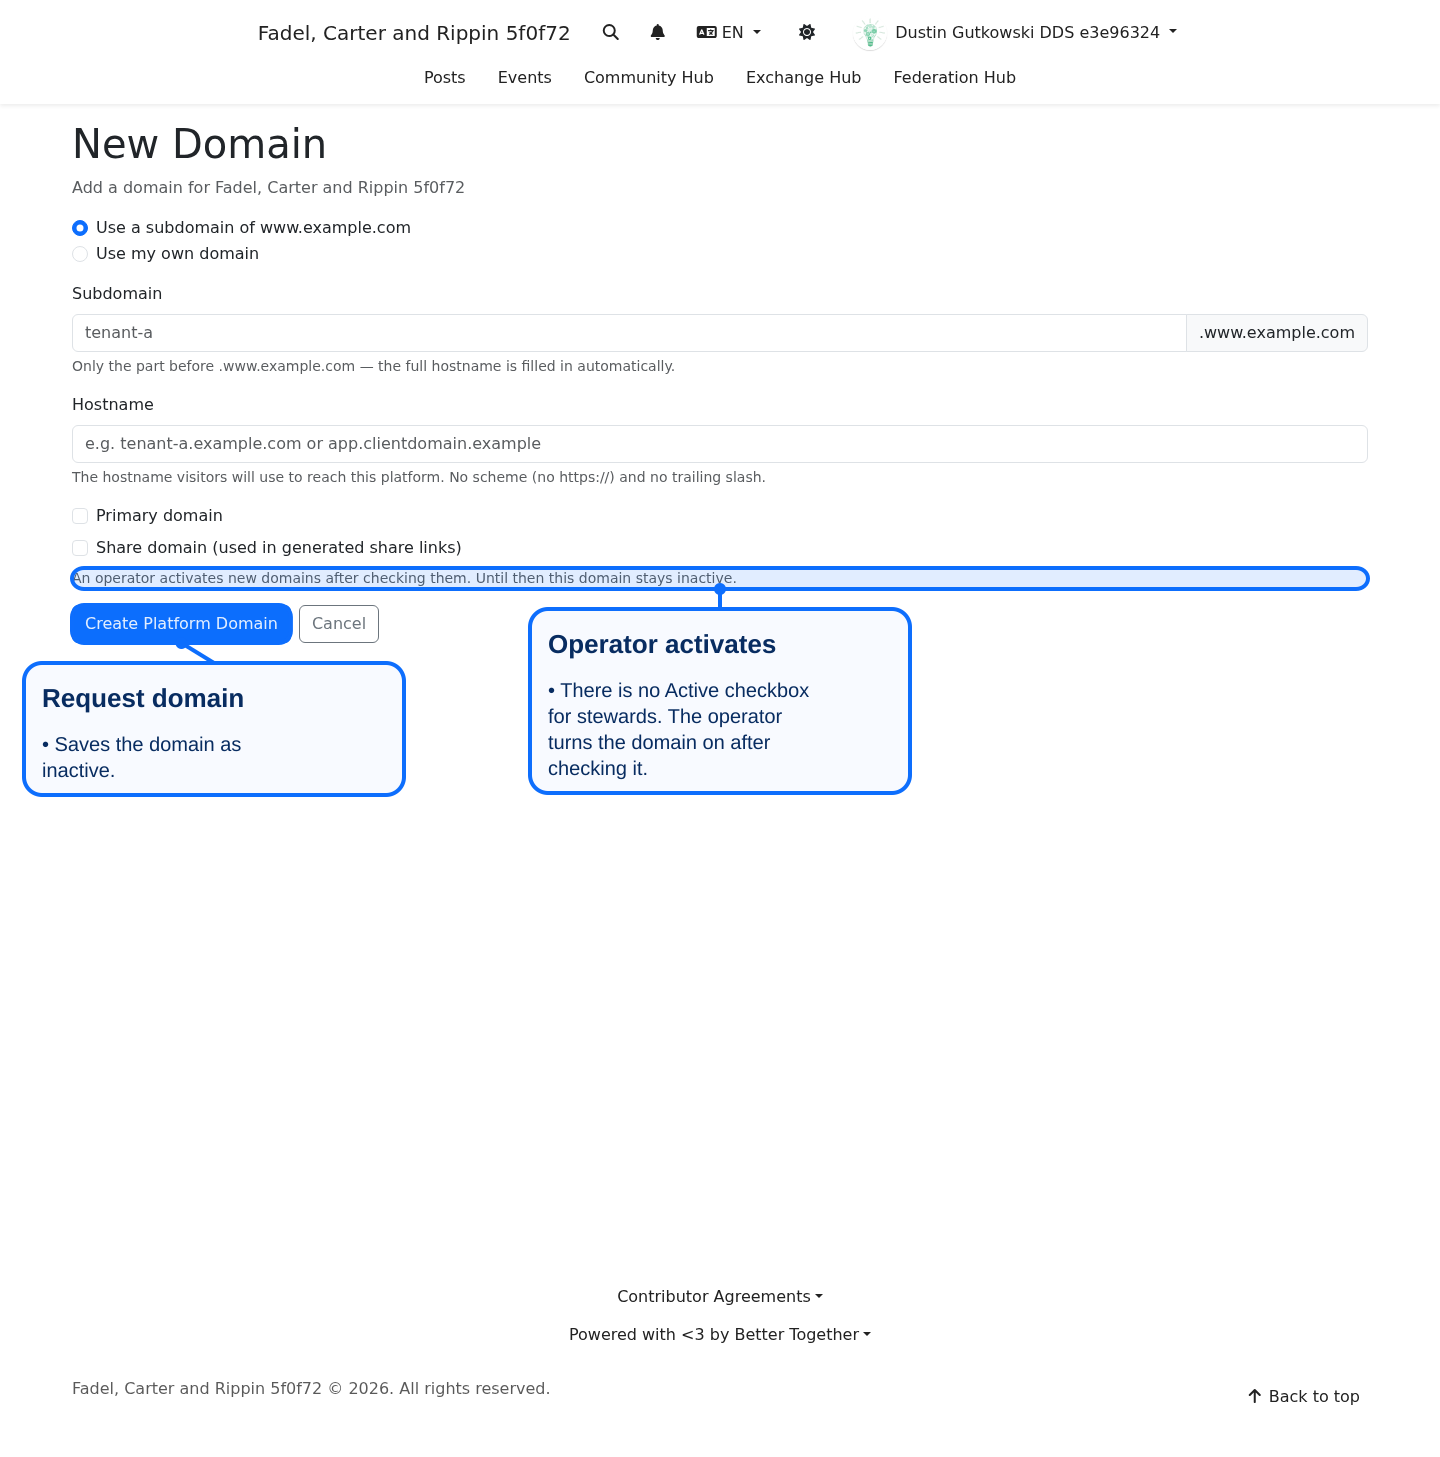 Fadel, Carter and Rippin 5f0f72
EN
Dustin Gutkowski DDS e3e96324
Posts Events Community Hub Exchange Hub Federation Hub
New Domain
Add a domain for Fadel, Carter and Rippin 5f0f72
Use a subdomain of www.example.com
Use my own domain
Subdomain
tenant-a
.www.example.com
Only the part before .www.example.com — the full hostname is filled in automatically.
Hostname
e.g. tenant-a.example.com or app.clientdomain.example
The hostname visitors will use to reach this platform. No scheme (no https://) and no trailing slash.
Primary domain
Share domain (used in generated share links)
An operator activates new domains after checking them. Until then this domain stays inactive.
Create Platform Domain
Cancel
Request domain
• Saves the domain as
inactive.
Operator activates
• There is no Active checkbox
for stewards. The operator
turns the domain on after
checking it.
Contributor Agreements
Powered with <3 by Better Together
Fadel, Carter and Rippin 5f0f72 © 2026. All rights reserved.
Back to top